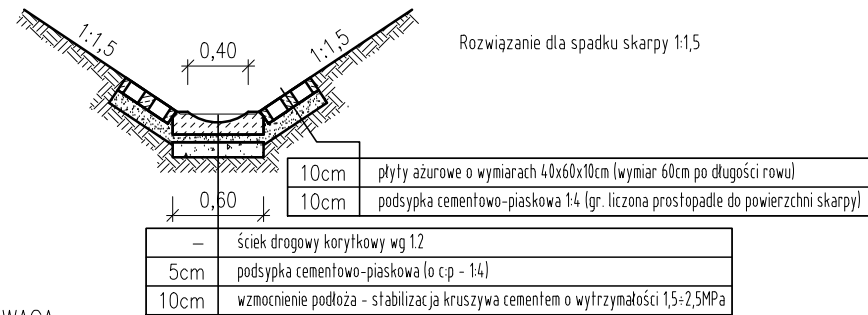 1:1,5
0,40
1:1,5
Rozwiązanie dla spadku skarpy 1:1,5
10cm płyty ażurowe o wymiarach 40x60x10cm (wymiar 60cm po długości rowu)
10cm podsypka cementowo-piaskowa 1:4 (gr. liczona prostopadle do powierzchni skarpy)
0,60
– ściek drogowy korytkowy wg 1.2
5cm podsypka cementowo-piaskowa (o c:p - 1:4)
10cm wzmocnienie podłoża - stabilizacja kruszywa cementem o wytrzymałości 1,5÷2,5MPa